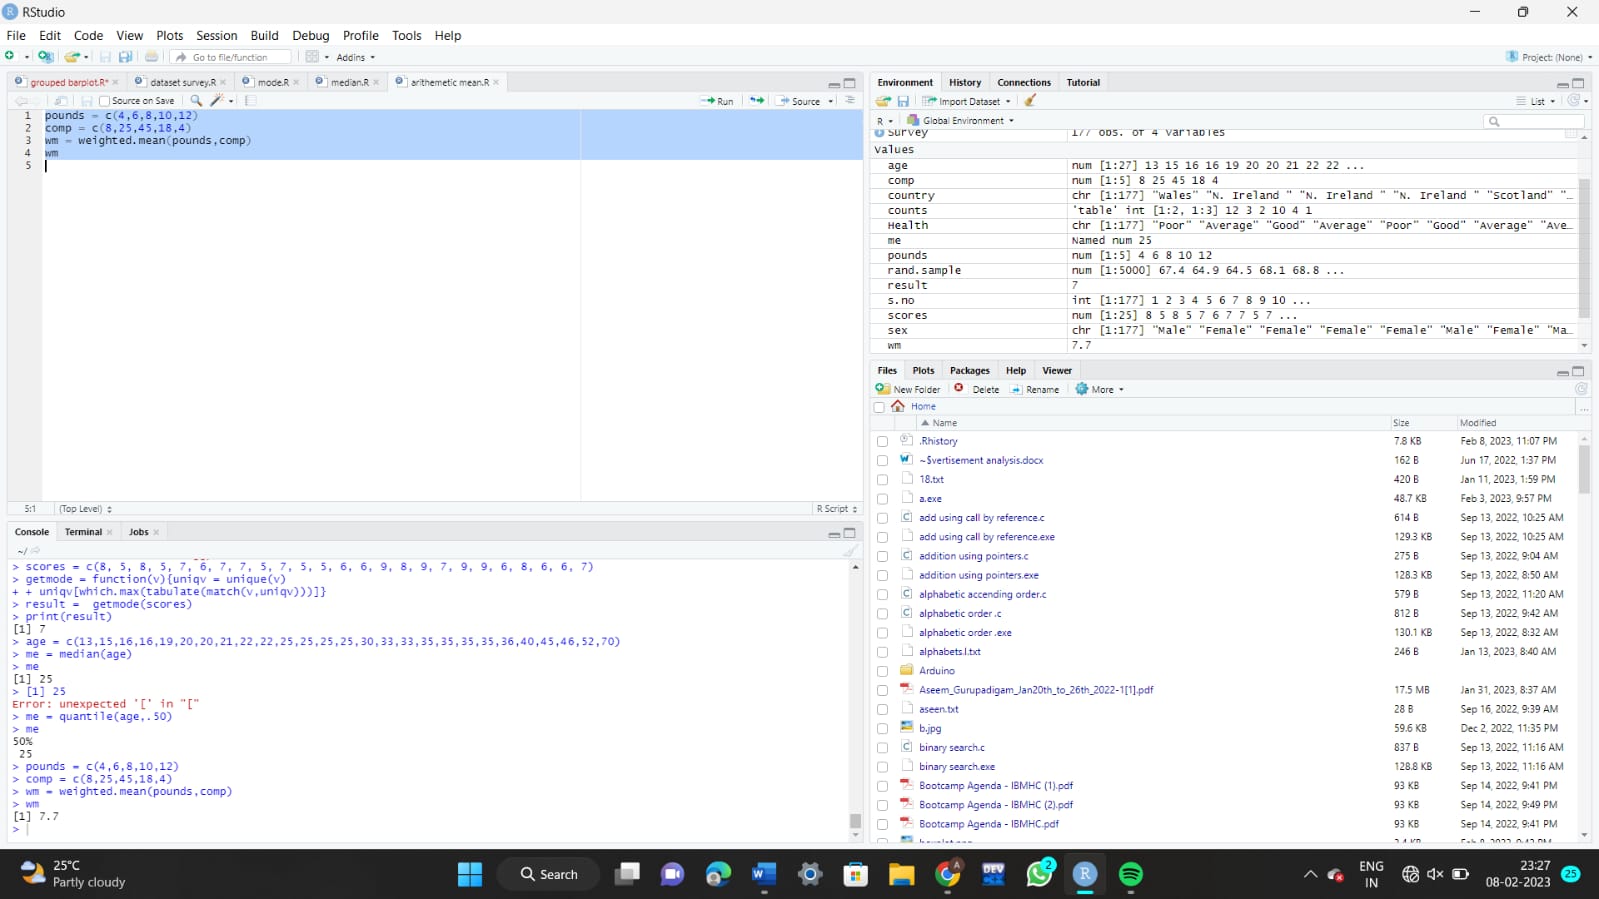 RStudio
File Edit Code View Plots Session Build Debug Profile Tools Help
Go to file/function Addins Project: (None)
grouped barplot.R* dataset survey.R mode.R median.R arithemetic mean.R
Source on Save Run Source
1 pounds = c(4,6,8,10,12)
2 comp = c(8,25,45,18,4)
3 wm = weighted.mean(pounds,comp)
4 wm
5
5:1 (Top Level) R Script
Console Terminal Jobs
~/
> scores = c(8, 5, 8, 5, 7, 6, 7, 7, 5, 7, 5, 5, 6, 6, 9, 8, 9, 7, 9, 9, 6, 8, 6, 6, 7)
> getmode = function(v){uniqv = unique(v)
+ + uniqv[which.max(tabulate(match(v,uniqv)))]}
> result =  getmode(scores)
> print(result)
[1] 7
> age = c(13,15,16,16,19,20,20,21,22,22,25,25,25,25,30,33,33,35,35,35,35,36,40,45,46,52,70)
> me = median(age)
> me
[1] 25
> [1] 25
Error: unexpected '[' in "["
> me = quantile(age,.50)
> me
50%
 25
> pounds = c(4,6,8,10,12)
> comp = c(8,25,45,18,4)
> wm = weighted.mean(pounds,comp)
> wm
[1] 7.7
>
Environment History Connections Tutorial
Import Dataset List
R Global Environment
Survey 177 obs. of 4 variables
Values
age num [1:27] 13 15 16 16 19 20 20 21 22 22 ...
comp num [1:5] 8 25 45 18 4
country chr [1:177] "Wales" "N. Ireland " "N. Ireland " "N. Ireland " "Scotland" "…
counts 'table' int [1:2, 1:3] 12 3 2 10 4 1
Health chr [1:177] "Poor" "Average" "Good" "Average" "Poor" "Good" "Average" "Ave…
me Named num 25
pounds num [1:5] 4 6 8 10 12
rand.sample num [1:5000] 67.4 64.9 64.5 68.1 68.8 ...
result 7
s.no int [1:177] 1 2 3 4 5 6 7 8 9 10 ...
scores num [1:25] 8 5 8 5 7 6 7 7 5 7 ...
sex chr [1:177] "Male" "Female" "Female" "Female" "Female" "Male" "Female" "Ma…
wm 7.7
Files Plots Packages Help Viewer
New Folder Delete Rename More
Home ...
Name Size Modified
.Rhistory 7.8 KB Feb 8, 2023, 11:07 PM
~$vertisement analysis.docx 162 B Jun 17, 2022, 1:37 PM
18.txt 420 B Jan 11, 2023, 1:59 PM
a.exe 48.7 KB Feb 3, 2023, 9:57 PM
add using call by reference.c 614 B Sep 13, 2022, 10:25 AM
add using call by reference.exe 129.3 KB Sep 13, 2022, 10:25 AM
addition using pointers.c 275 B Sep 13, 2022, 9:04 AM
addition using pointers.exe 128.3 KB Sep 13, 2022, 8:50 AM
alphabetic accending order.c 579 B Sep 13, 2022, 11:20 AM
alphabetic order .c 812 B Sep 13, 2022, 9:42 AM
alphabetic order .exe 130.1 KB Sep 13, 2022, 8:32 AM
alphabets.l.txt 246 B Jan 13, 2023, 8:40 AM
Arduino
Aseem_Gurupadigam_Jan20th_to_26th_2022-1[1].pdf 17.5 MB Jan 31, 2023, 8:37 AM
aseen.txt 28 B Sep 16, 2022, 9:39 AM
b.jpg 59.6 KB Dec 2, 2022, 11:35 PM
binary search.c 837 B Sep 13, 2022, 11:16 AM
binary search.exe 128.8 KB Sep 13, 2022, 11:16 AM
Bootcamp Agenda - IBMHC (1).pdf 93 KB Sep 14, 2022, 9:41 PM
Bootcamp Agenda - IBMHC (2).pdf 93 KB Sep 14, 2022, 9:49 PM
Bootcamp Agenda - IBMHC.pdf 93 KB Sep 14, 2022, 9:41 PM
25°C
Partly cloudy
Search
DEV
2
ENG
IN
23:27
08-02-2023
25